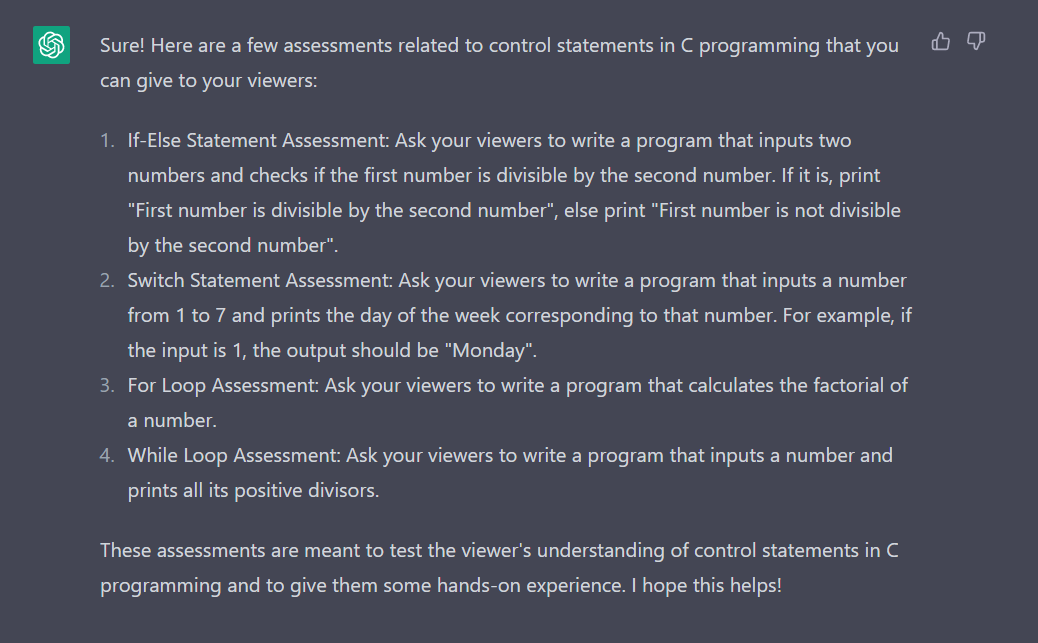 Sure! Here are a few assessments related to control statements in C programming that you
can give to your viewers:
1. If-Else Statement Assessment: Ask your viewers to write a program that inputs two
numbers and checks if the first number is divisible by the second number. If it is, print
"First number is divisible by the second number", else print "First number is not divisible
by the second number".
2. Switch Statement Assessment: Ask your viewers to write a program that inputs a number
from 1 to 7 and prints the day of the week corresponding to that number. For example, if
the input is 1, the output should be "Monday".
3. For Loop Assessment: Ask your viewers to write a program that calculates the factorial of
a number.
4. While Loop Assessment: Ask your viewers to write a program that inputs a number and
prints all its positive divisors.
These assessments are meant to test the viewer's understanding of control statements in C
programming and to give them some hands-on experience. I hope this helps!